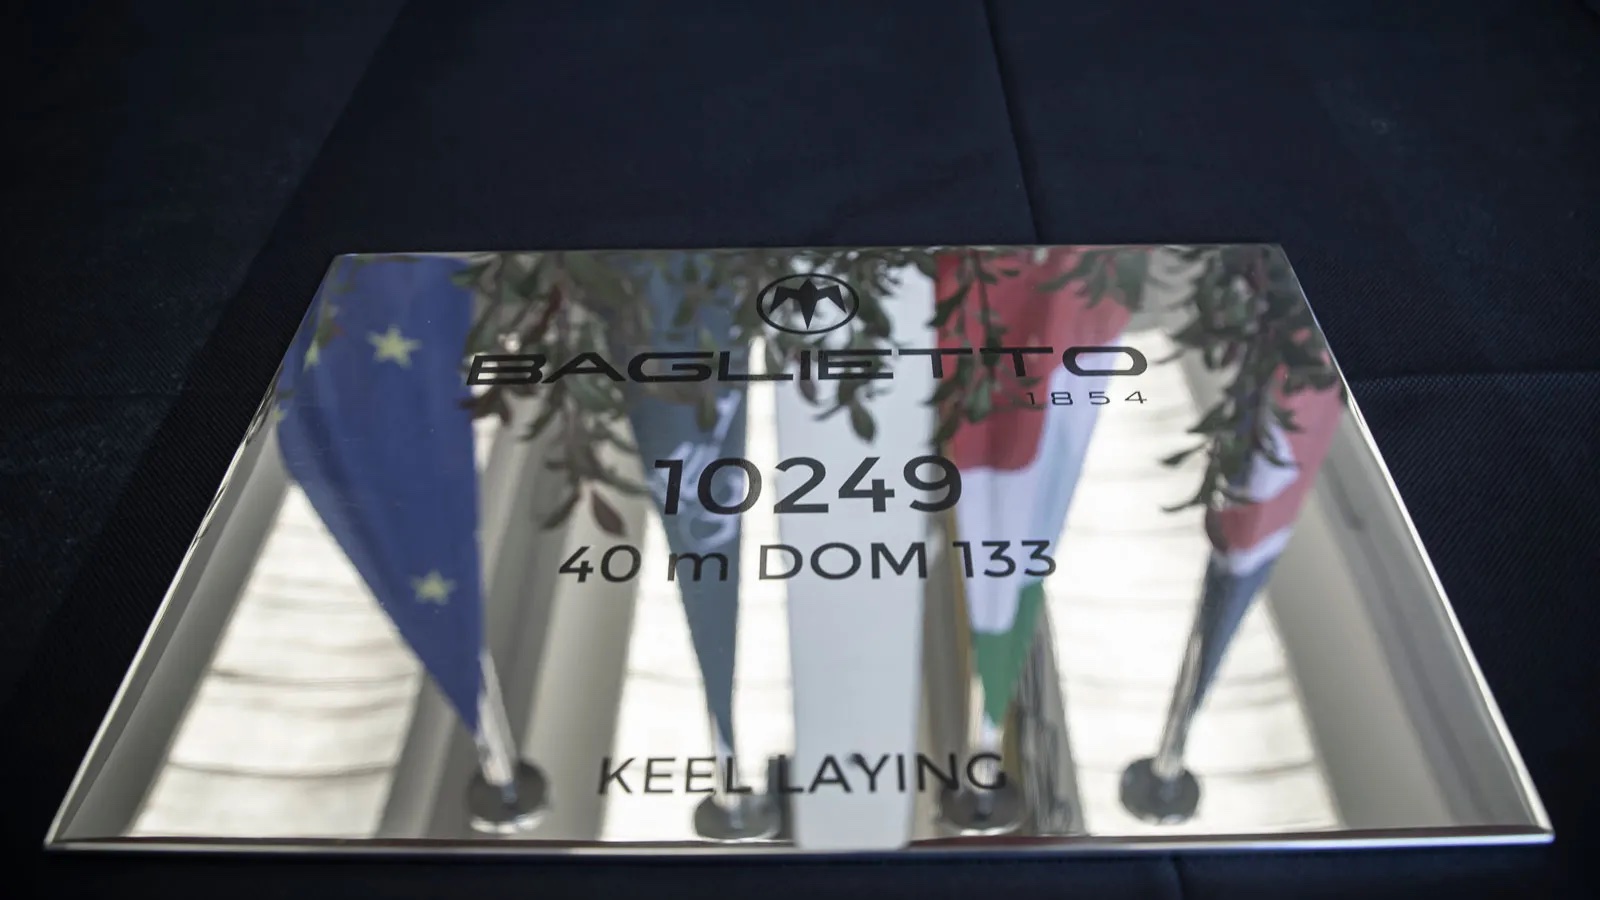 BAGLIETTO
1854
10249
40 m DOM 133
KEEL LAYING